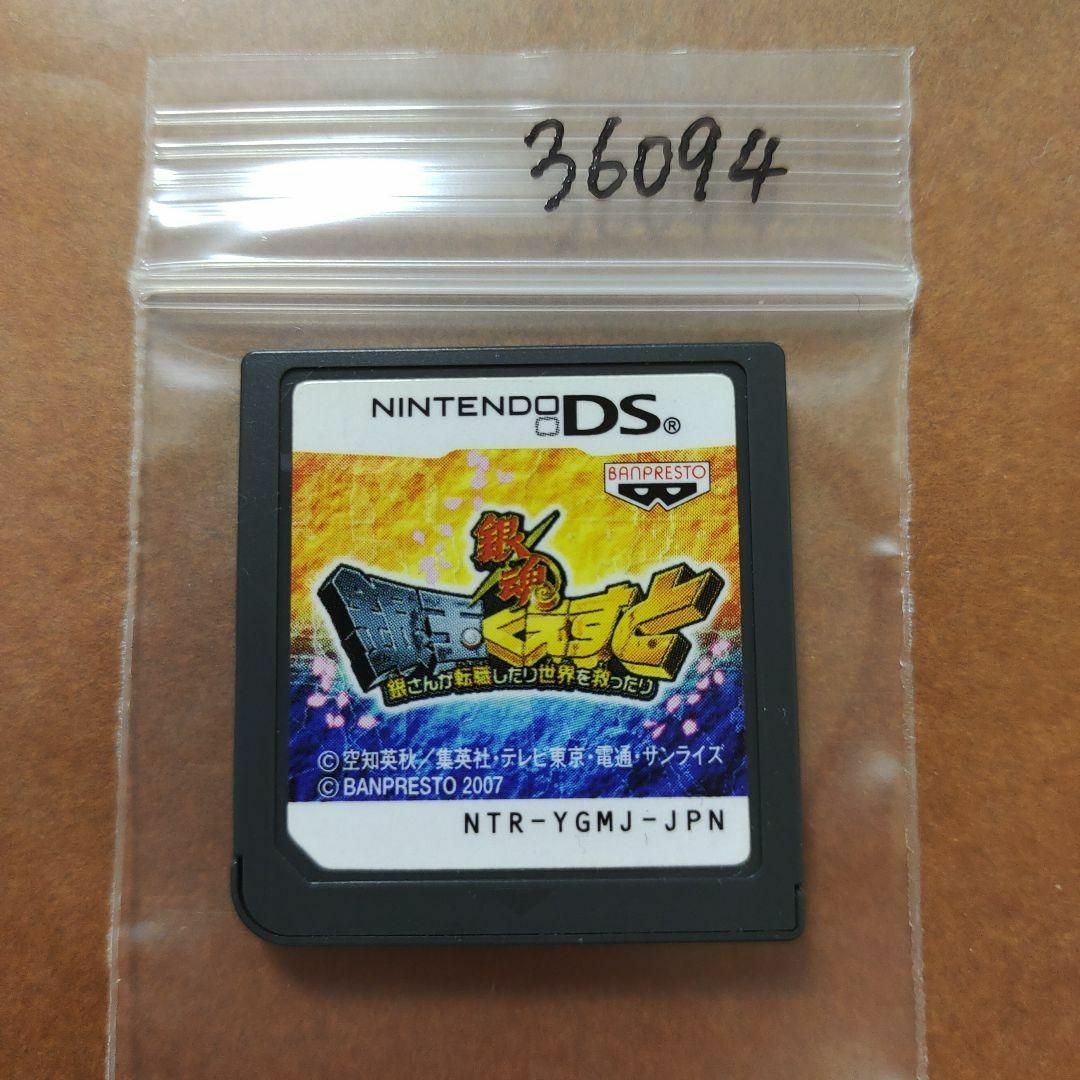 36094
NINTENDO DS®
BANPRESTO
銀魂
銀玉くえすと
銀さんが転職したり世界を救ったり
©空知英秋／集英社・テレビ東京・電通・サンライズ
©BANPRESTO 2007
NTR-YGMJ-JPN